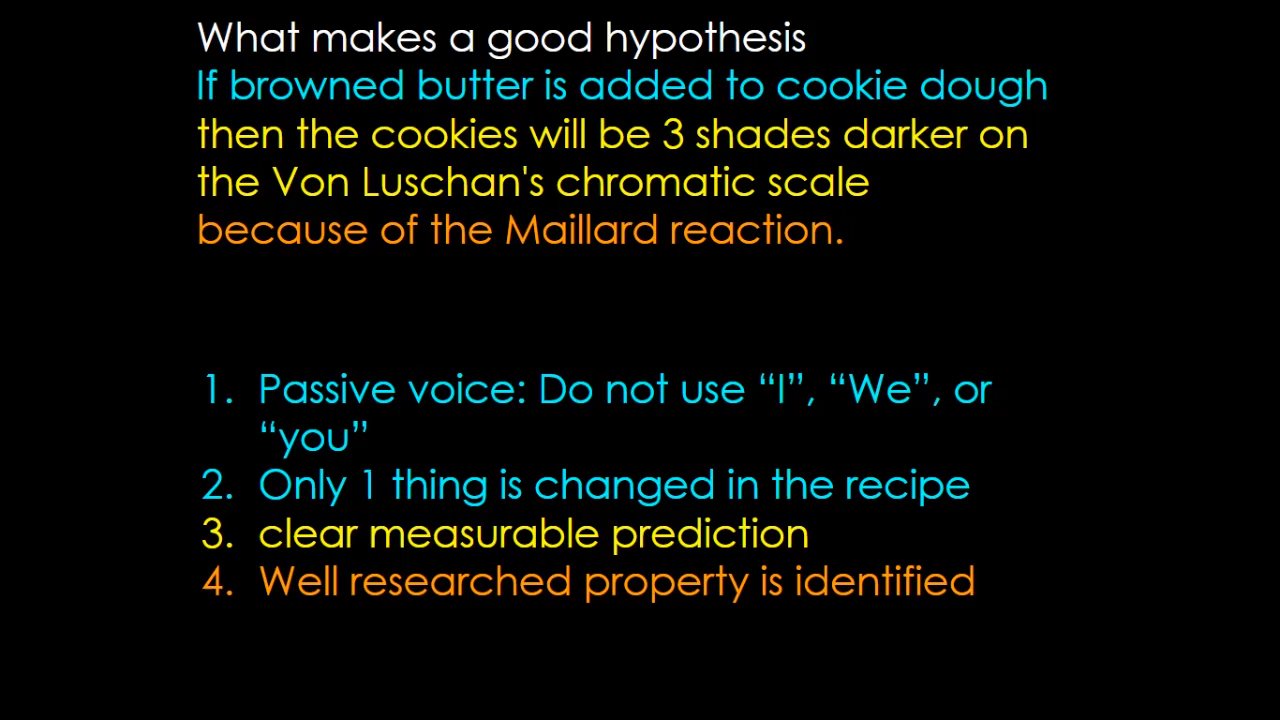 What makes a good hypothesis
If browned butter is added to cookie dough
then the cookies will be 3 shades darker on
the Von Luschan's chromatic scale
because of the Maillard reaction.
1. Passive voice: Do not use “I”, “We”, or
“you”
2. Only 1 thing is changed in the recipe
3. clear measurable prediction
4. Well researched property is identified